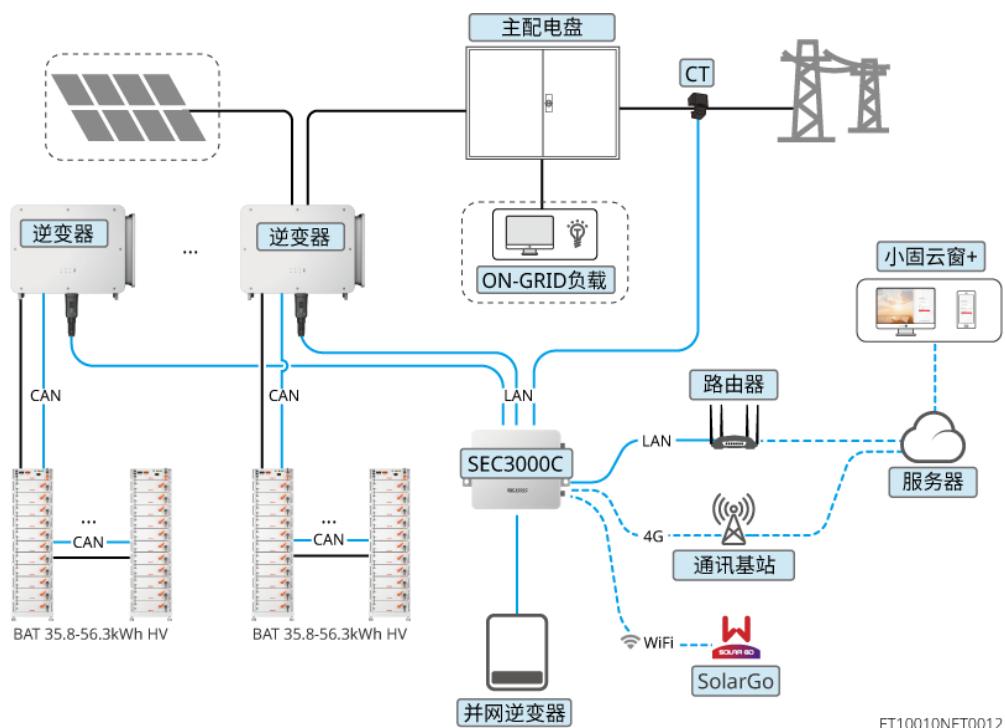 主配电盘
CT
逆变器
...
逆变器
ON-GRID负载
小固云窗+
CAN
CAN
LAN
路由器
LAN
SEC3000C
服务器
...
CAN
...
CAN
4G
通讯基站
BAT 35.8-56.3kWh HV
BAT 35.8-56.3kWh HV
WiFi
SOLAR GO
SolarGo
并网逆变器
ET10010NET0012